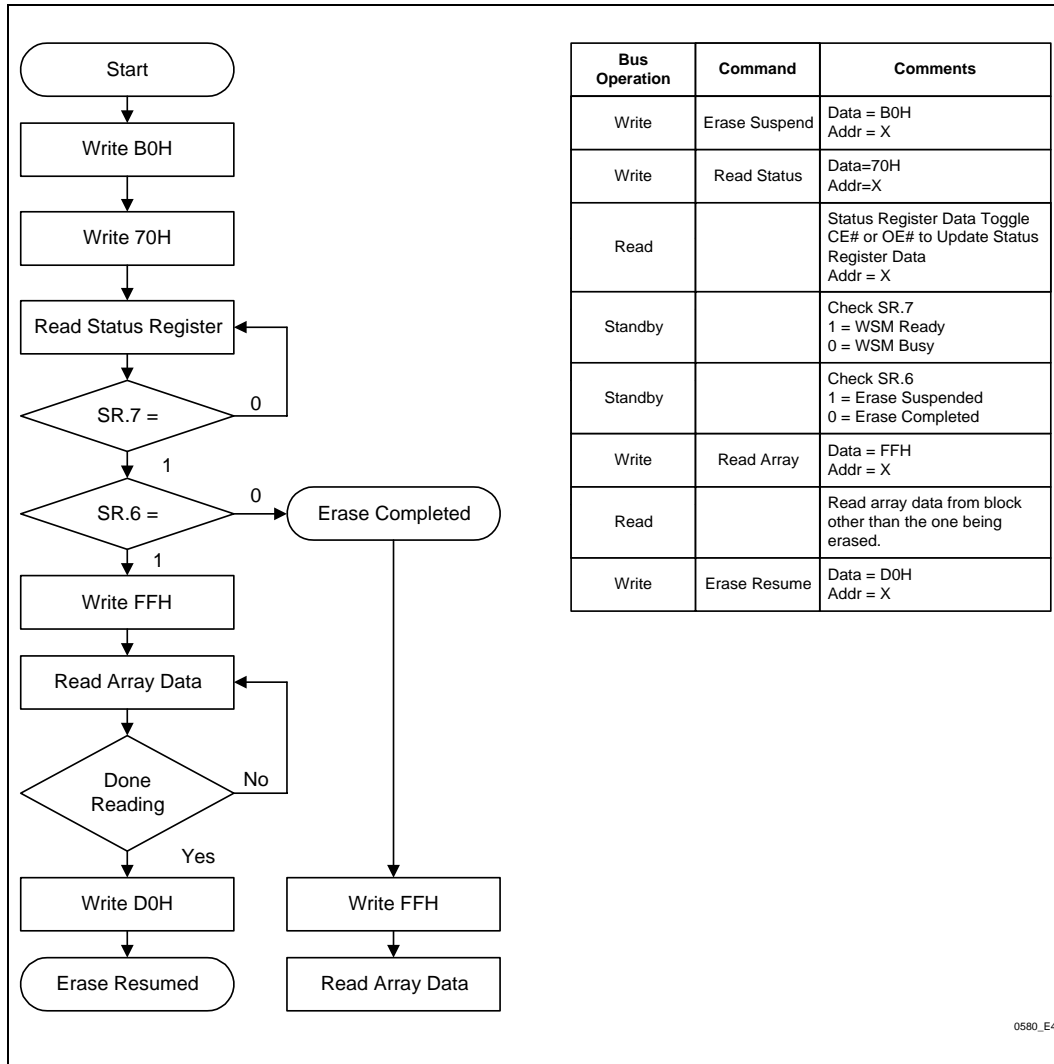 Start
Write B0H
Write 70H
Read Status Register
SR.7 =
0
1
SR.6 =
0
Erase Completed
1
Write FFH
Read Array Data
Done
Reading
No
Yes
Write D0H
Write FFH
Erase Resumed
Read Array Data
Bus
Operation
Command
Comments
Write
Erase Suspend
Data = B0H
Addr = X
Write
Read Status
Data=70H
Addr=X
Read
Status Register Data Toggle
CE# or OE# to Update Status
Register Data
Addr = X
Standby
Check SR.7
1 = WSM Ready
0 = WSM Busy
Standby
Check SR.6
1 = Erase Suspended
0 = Erase Completed
Write
Read Array
Data = FFH
Addr = X
Read
Read array data from block
other than the one being
erased.
Write
Erase Resume
Data = D0H
Addr = X
0580_E4